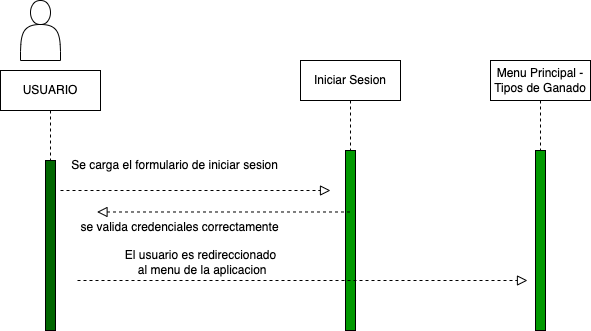 USUARIO
Iniciar Sesion
Menu Principal -
Tipos de Ganado
Se carga el formulario de iniciar sesion
se valida credenciales correctamente
El usuario es redireccionado
al menu de la aplicacion